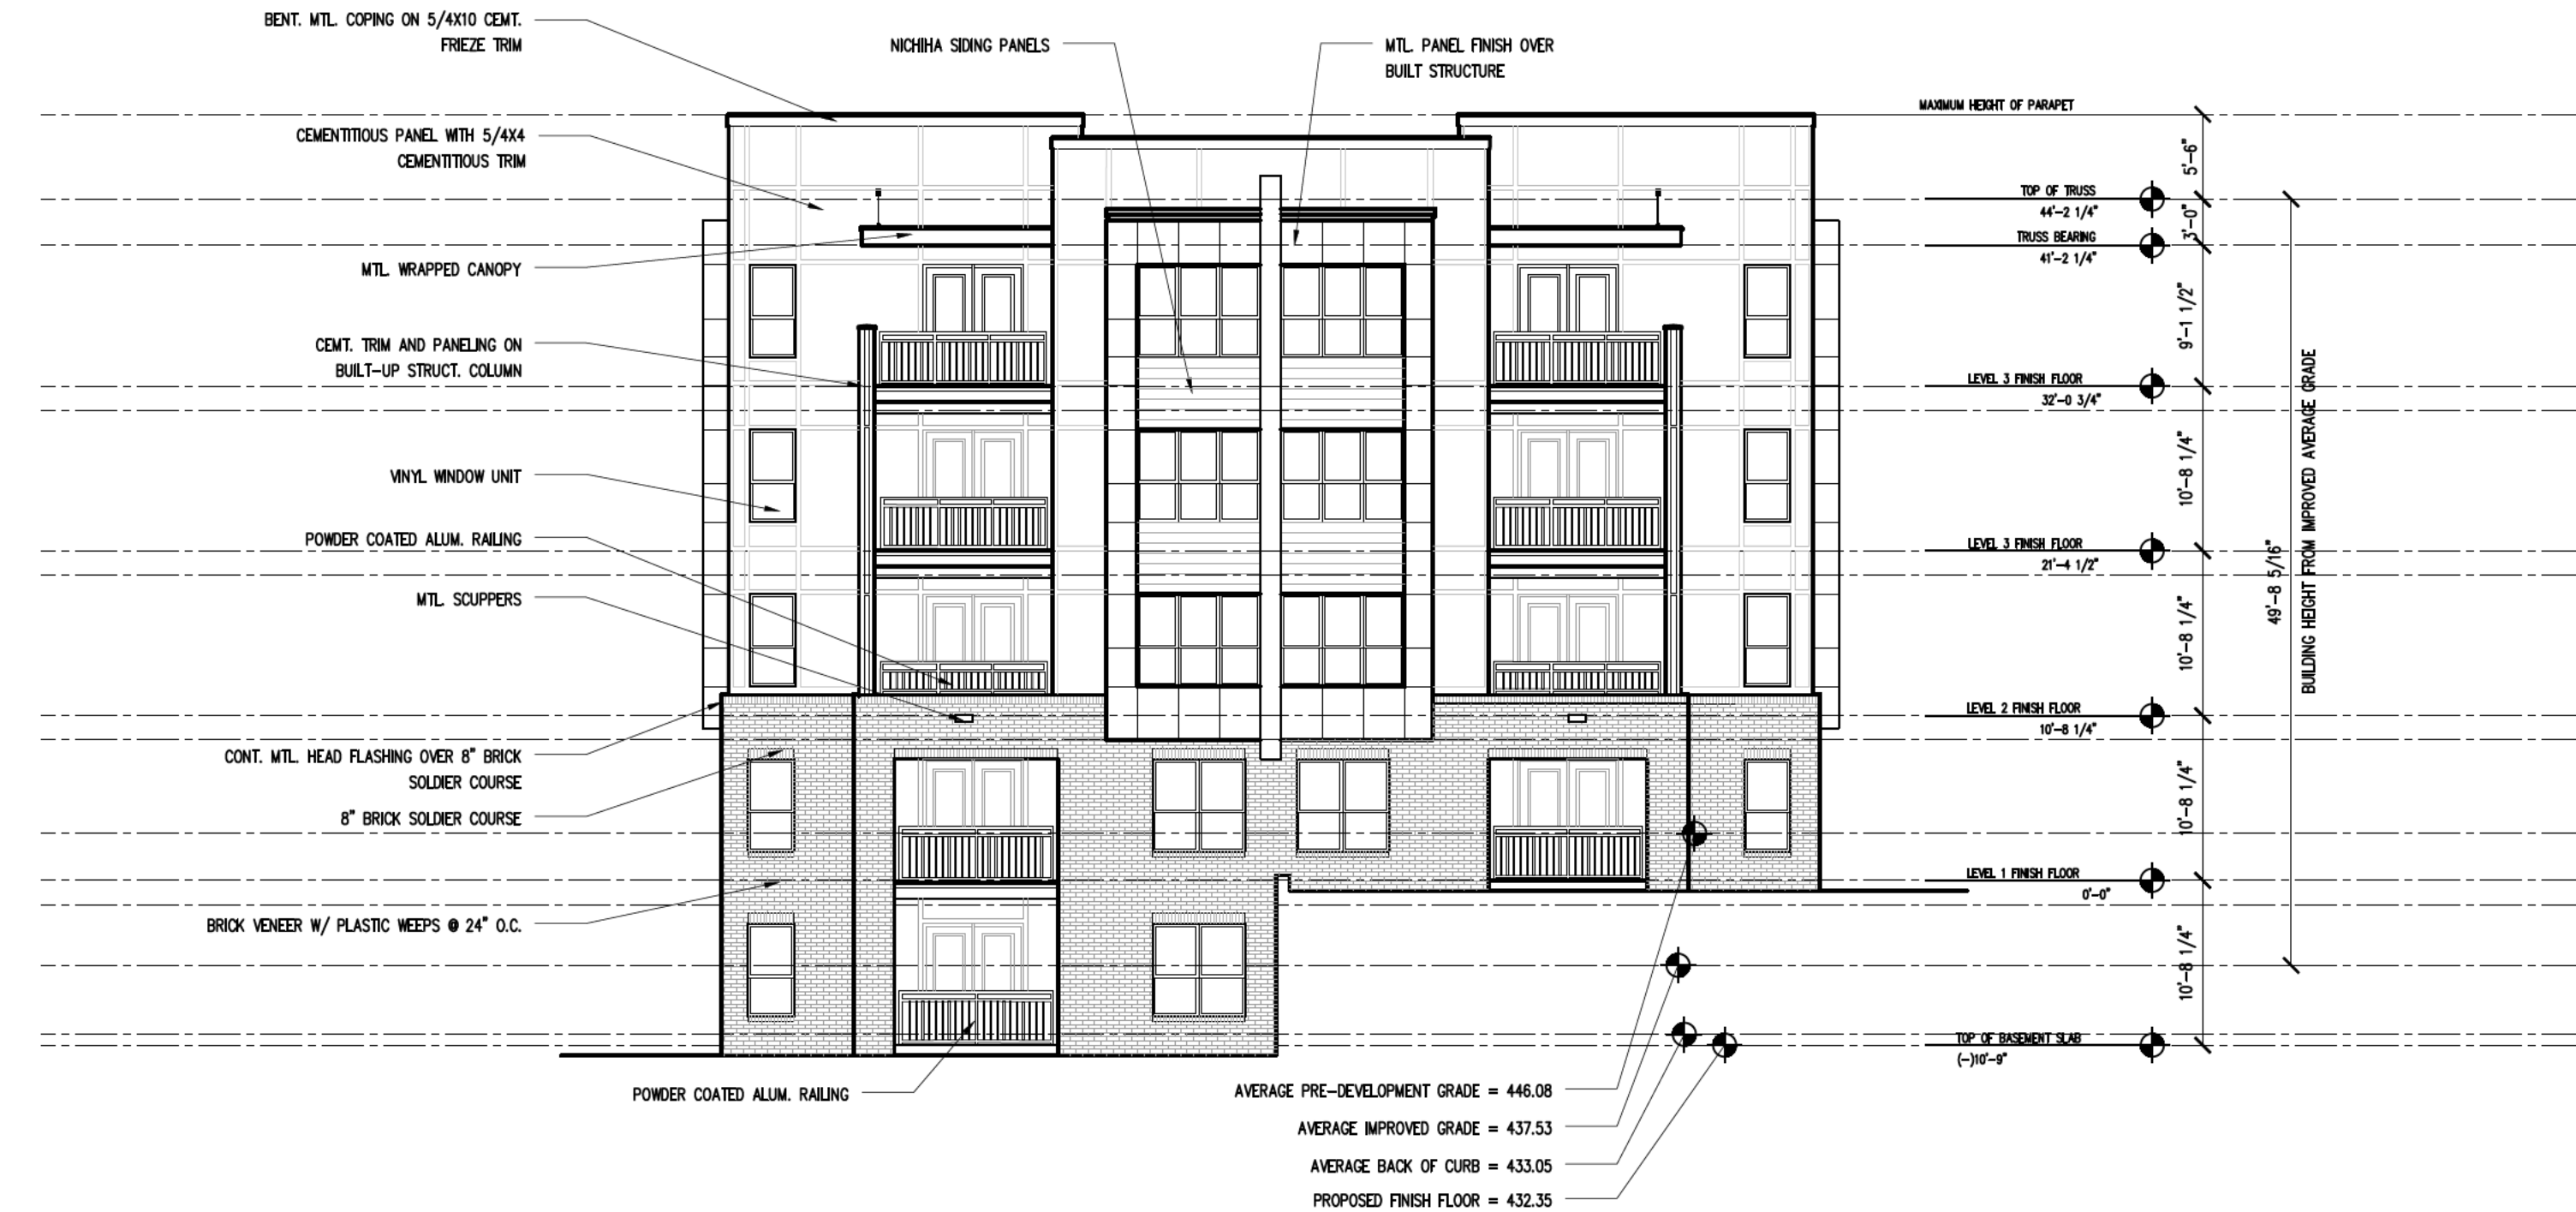 BENT. MTL. COPING ON 5/4X10 CEMT.
FRIEZE TRIM
NICHIHA SIDING PANELS
MTL. PANEL FINISH OVER
BUILT STRUCTURE
CEMENTITIOUS PANEL WITH 5/4X4
CEMENTITIOUS TRIM
MTL. WRAPPED CANOPY
CEMT. TRIM AND PANELING ON
BUILT-UP STRUCT. COLUMN
VINYL WINDOW UNIT
POWDER COATED ALUM. RAILING
MTL. SCUPPERS
CONT. MTL. HEAD FLASHING OVER 8" BRICK
SOLDIER COURSE
8" BRICK SOLDIER COURSE
BRICK VENEER W/ PLASTIC WEEPS @ 24" O.C.
POWDER COATED ALUM. RAILING
AVERAGE PRE-DEVELOPMENT GRADE = 446.08
AVERAGE IMPROVED GRADE = 437.53
AVERAGE BACK OF CURB = 433.05
PROPOSED FINISH FLOOR = 432.35
MAXIMUM HEIGHT OF PARAPET
5'-6"
TOP OF TRUSS
44'-2 1/4"
3'-0"
TRUSS BEARING
41'-2 1/4"
9'-1 1/2"
LEVEL 3 FINISH FLOOR
32'-0 3/4"
10'-8 1/4"
LEVEL 3 FINISH FLOOR
21'-4 1/2"
10'-8 1/4"
LEVEL 2 FINISH FLOOR
10'-8 1/4"
10'-8 1/4"
LEVEL 1 FINISH FLOOR
0'-0"
10'-8 1/4"
TOP OF BASEMENT SLAB
(-)10'-9"
49'-8 5/16"
BUILDING HEIGHT FROM IMPROVED AVERAGE GRADE